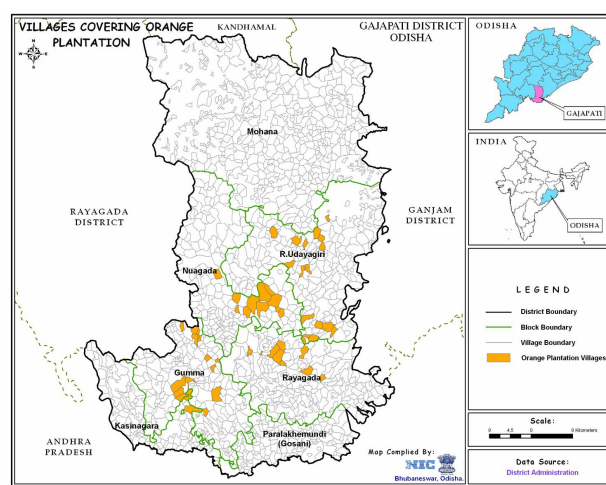 VILLAGES COVERING ORANGE
PLANTATION
KANDHAMAL
GAJAPATI DISTRICT
ODISHA
N
W
E
S
Mohana
RAYAGADA
DISTRICT
GANJAM
DISTRICT
R.Udayagiri
Nuagada
Gumma
Rayagada
Kasinagara
Paralakhemundi
(Gosani)
ANDHRA
PRADESH
Map Complied By:
NIC
Bhubaneswar, Odisha.
ODISHA
GAJAPATI
INDIA
ODISHA
LEGEND
District Boundary
Block Boundary
Village Boundary
Orange Plantation Villages
Scale:
9 4.5 0 9 Kilometers
Data Source:
District Administration